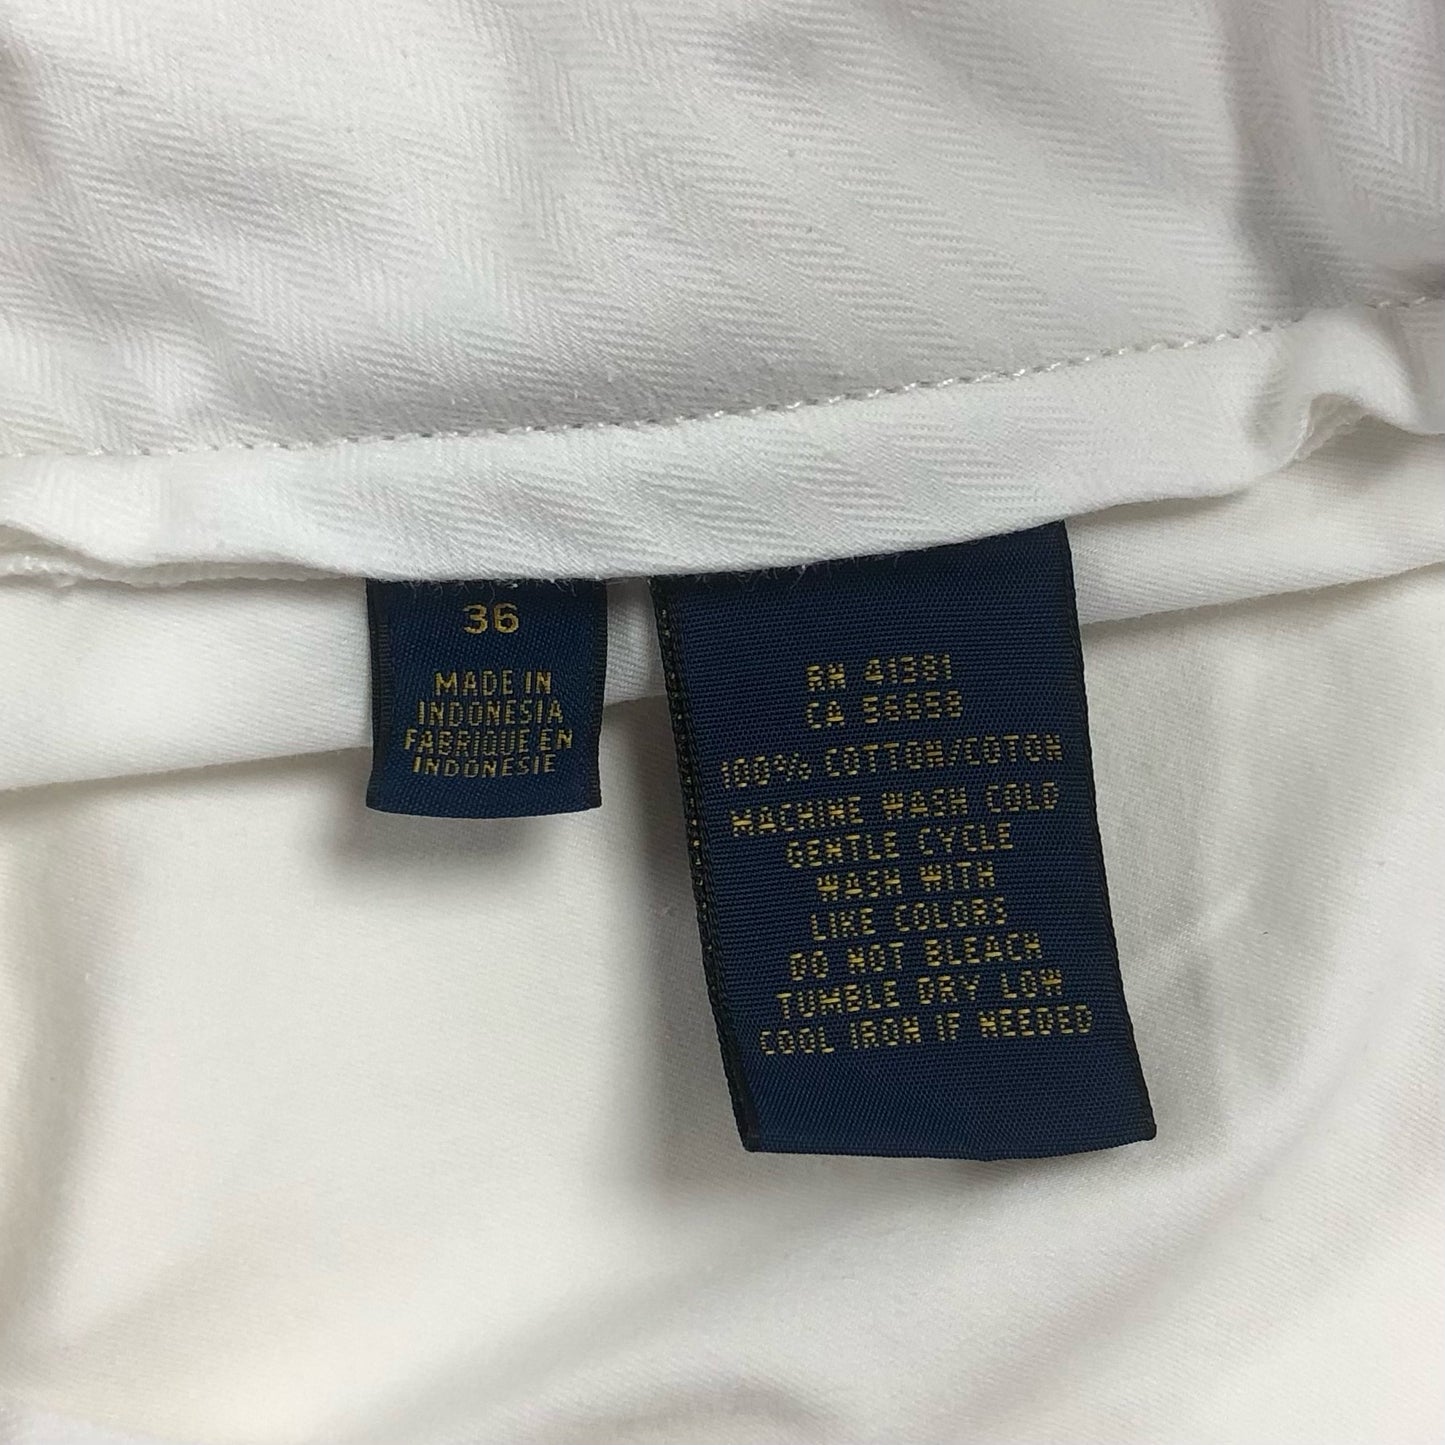 36
MADE IN
INDONESIA
FABRIQUE EN
INDONESIE
RN 41381
CA 56658
100% COTTON/COTON
MACHINE WASH COLD
GENTLE CYCLE
WASH WITH
LIKE COLORS
DO NOT BLEACH
TUMBLE DRY LOW
COOL IRON IF NEEDED